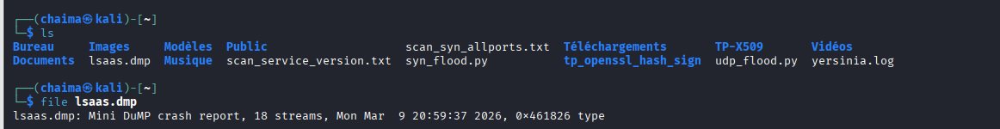 ┌──(chaima㉿kali)-[~]
└─$ ls
Bureau Images Modèles Public scan_syn_allports.txt Téléchargements TP-X509 Vidéos
Documents lsaas.dmp Musique scan_service_version.txt syn_flood.py tp_openssl_hash_sign udp_flood.py yersinia.log
┌──(chaima㉿kali)-[~]
└─$ file lsaas.dmp
lsaas.dmp: Mini DuMP crash report, 18 streams, Mon Mar  9 20:59:37 2026, 0×461826 type